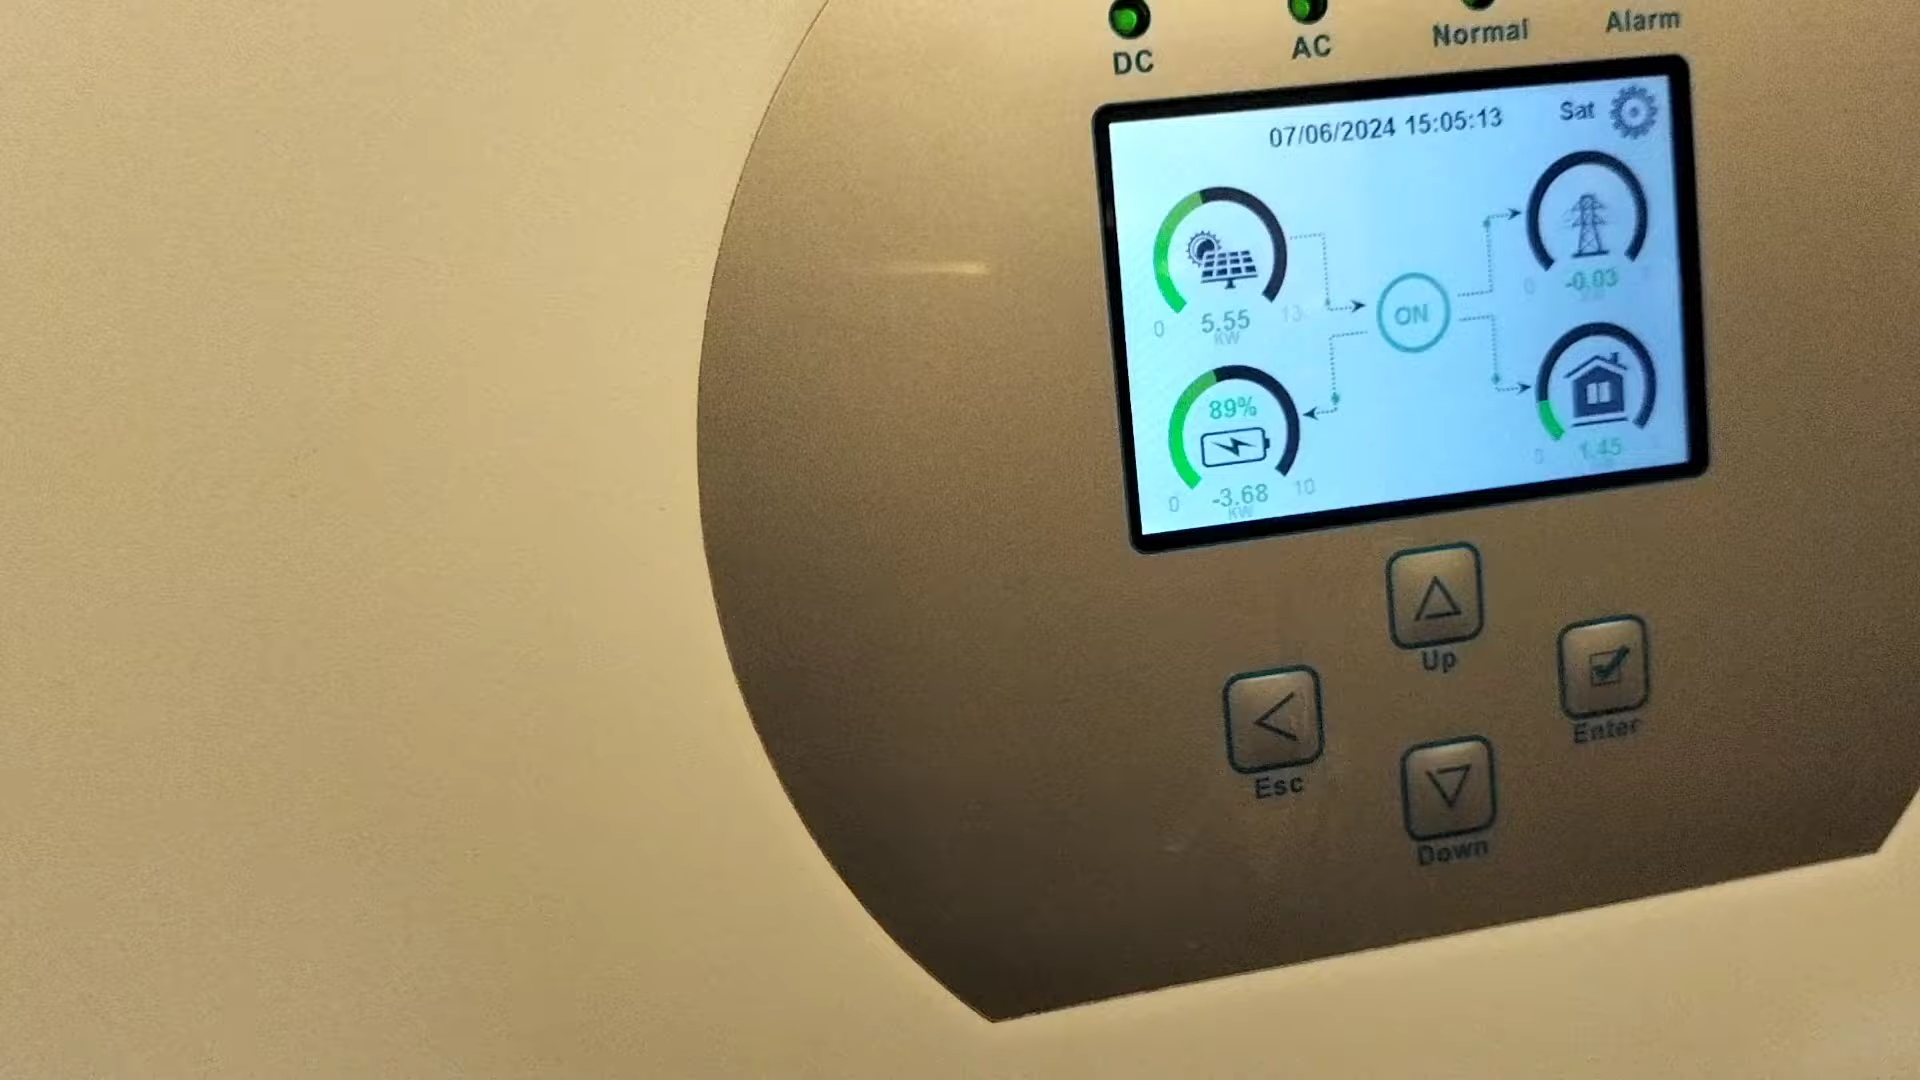 DC
AC
Normal
Alarm
07/06/2024 15:05:13
Sat
0
5.55
13
KW
0
-0.03
ON
89%
0
-3.68
10
KW
0
1.45
Up
Enter
Esc
Down